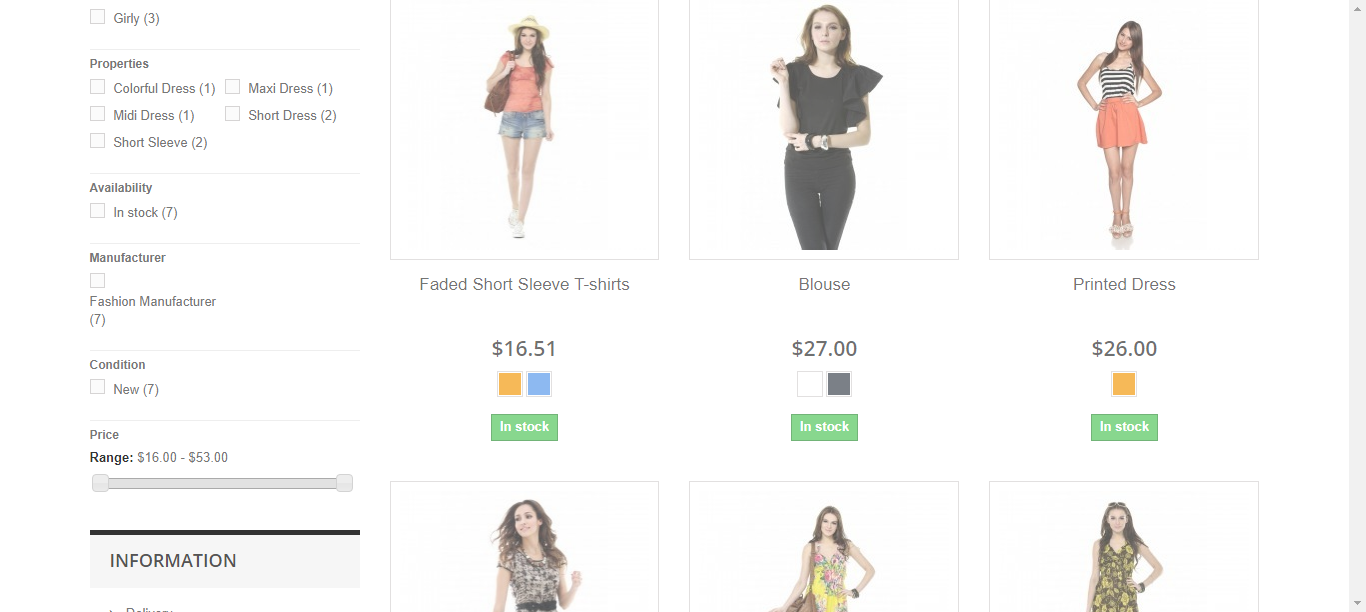 Girly (3)
Properties
Colorful Dress (1) Maxi Dress (1)
Midi Dress (1) Short Dress (2)
Short Sleeve (2)
Availability
In stock (7)
Manufacturer
Fashion Manufacturer
(7)
Condition
New (7)
Price
Range: $16.00 - $53.00
INFORMATION
Delivery
Faded Short Sleeve T-shirts
$16.51
In stock
Blouse
$27.00
In stock
Printed Dress
$26.00
In stock